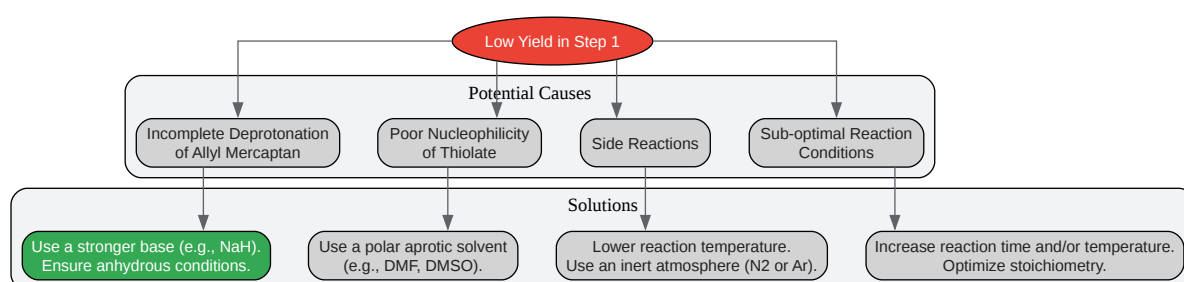 Low Yield in Step 1
Potential Causes
Incomplete Deprotonation
of Allyl Mercaptan
Poor Nucleophilicity
of Thiolate
Side Reactions
Sub-optimal Reaction
Conditions
Solutions
Use a stronger base (e.g., NaH).
Ensure anhydrous conditions.
Use a polar aprotic solvent
(e.g., DMF, DMSO).
Lower reaction temperature.
Use an inert atmosphere (N2 or Ar).
Increase reaction time and/or temperature.
Optimize stoichiometry.